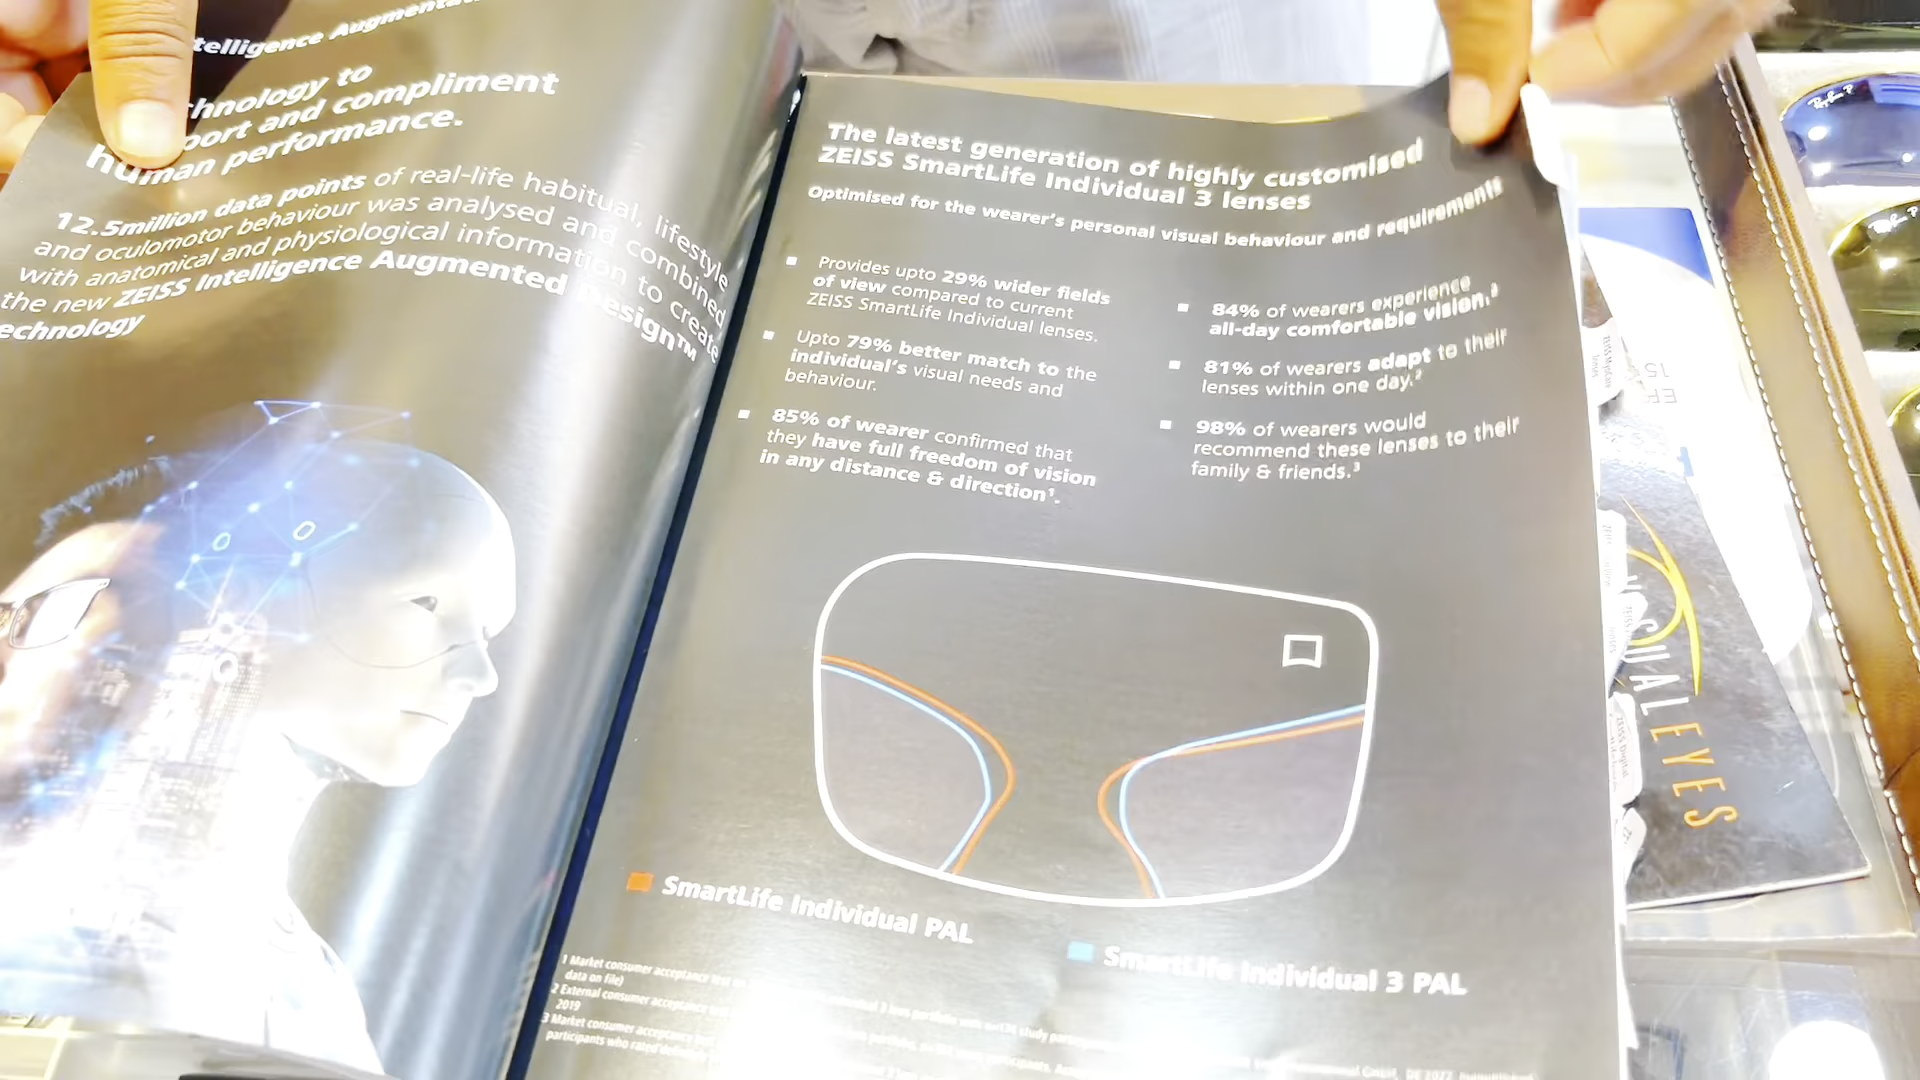 telligence Augmentat
chnology to
port and compliment
human performance.
12.5million data points of real-life habitual, lifestyle
and oculomotor behaviour was analysed and combined
with anatomical and physiological information to create
the new ZEISS Intelligence Augmented Design™
echnology
The latest generation of highly customised
ZEISS SmartLife Individual 3 lenses
Optimised for the wearer's personal visual behaviour and requirements
Provides upto 29% wider fields
of view compared to current
ZEISS SmartLife Individual lenses.
Upto 79% better match to the
individual's visual needs and
behaviour.
85% of wearer confirmed that
they have full freedom of vision
in any distance & direction¹.
84% of wearers experience
all-day comfortable vision.²
81% of wearers adapt to their
lenses within one day.²
98% of wearers would
recommend these lenses to their
family & friends.³
SmartLife Individual PAL
SmartLife Individual 3 PAL
1 Market consumer acceptance test
data on file)
2 External consumer acceptance test
2019
3 Market consumer acceptance
participants who rated
Ray-Ban
SUALEYES